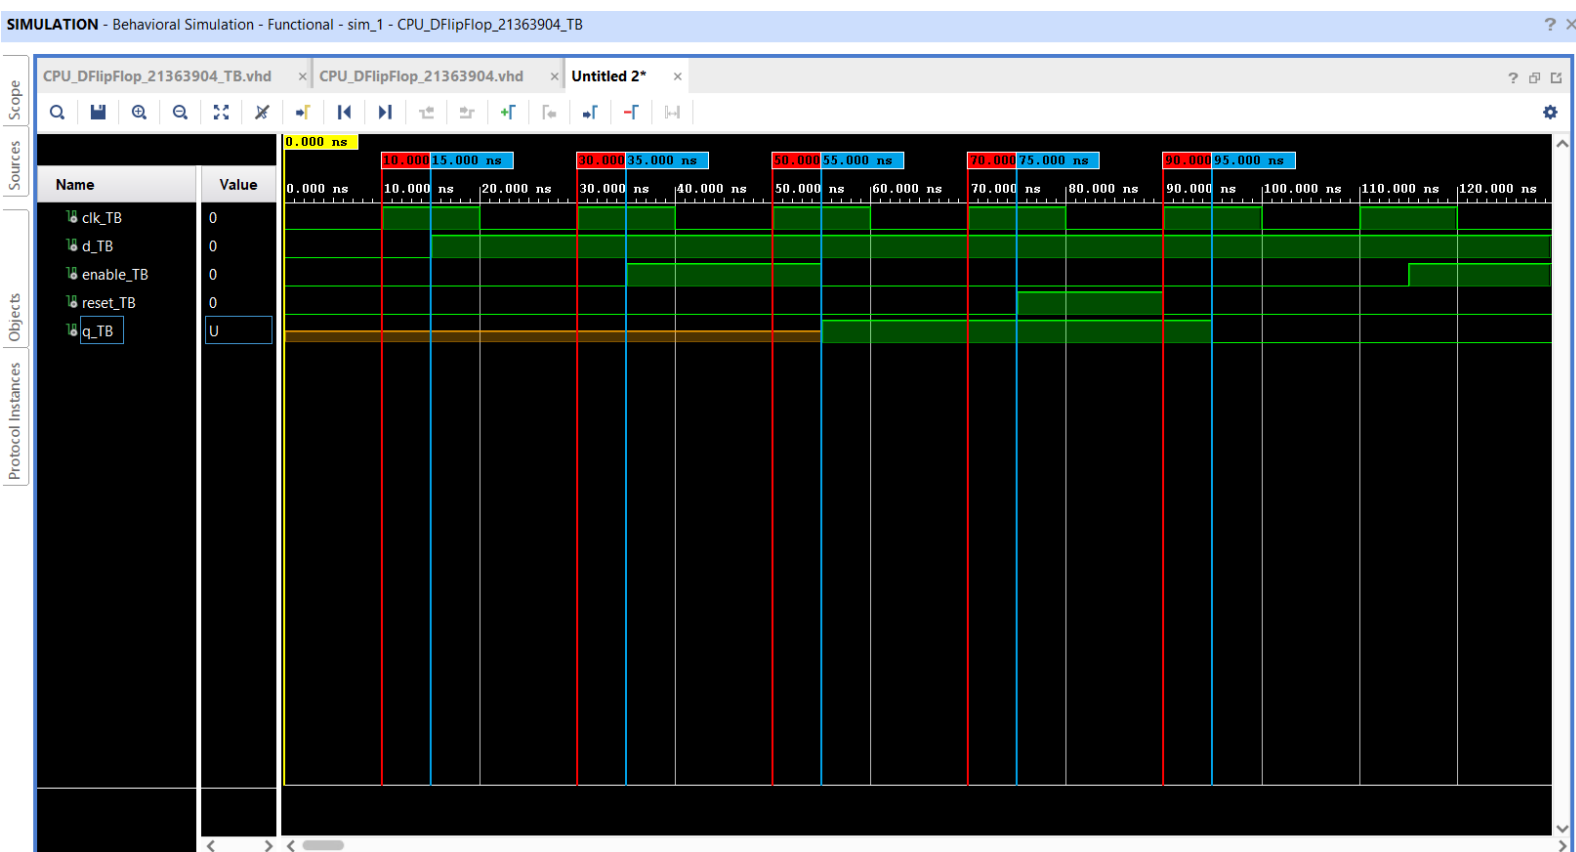 SIMULATION - Behavioral Simulation - Functional - sim_1 - CPU_DFlipFlop_21363904_TB
CPU_DFlipFlop_21363904_TB.vhd × CPU_DFlipFlop_21363904.vhd × Untitled 2* ×
Scope
Sources
Objects
Protocol Instances
0.000 ns
10.000 15.000 ns 30.000 35.000 ns 50.000 55.000 ns 70.000 75.000 ns 90.000 95.000 ns
Name Value 0.000 ns 10.000 ns 20.000 ns 30.000 ns 40.000 ns 50.000 ns 60.000 ns 70.000 ns 80.000 ns 90.000 ns 100.000 ns 110.000 ns 120.000 ns
clk_TB 0
d_TB 0
enable_TB 0
reset_TB 0
q_TB U